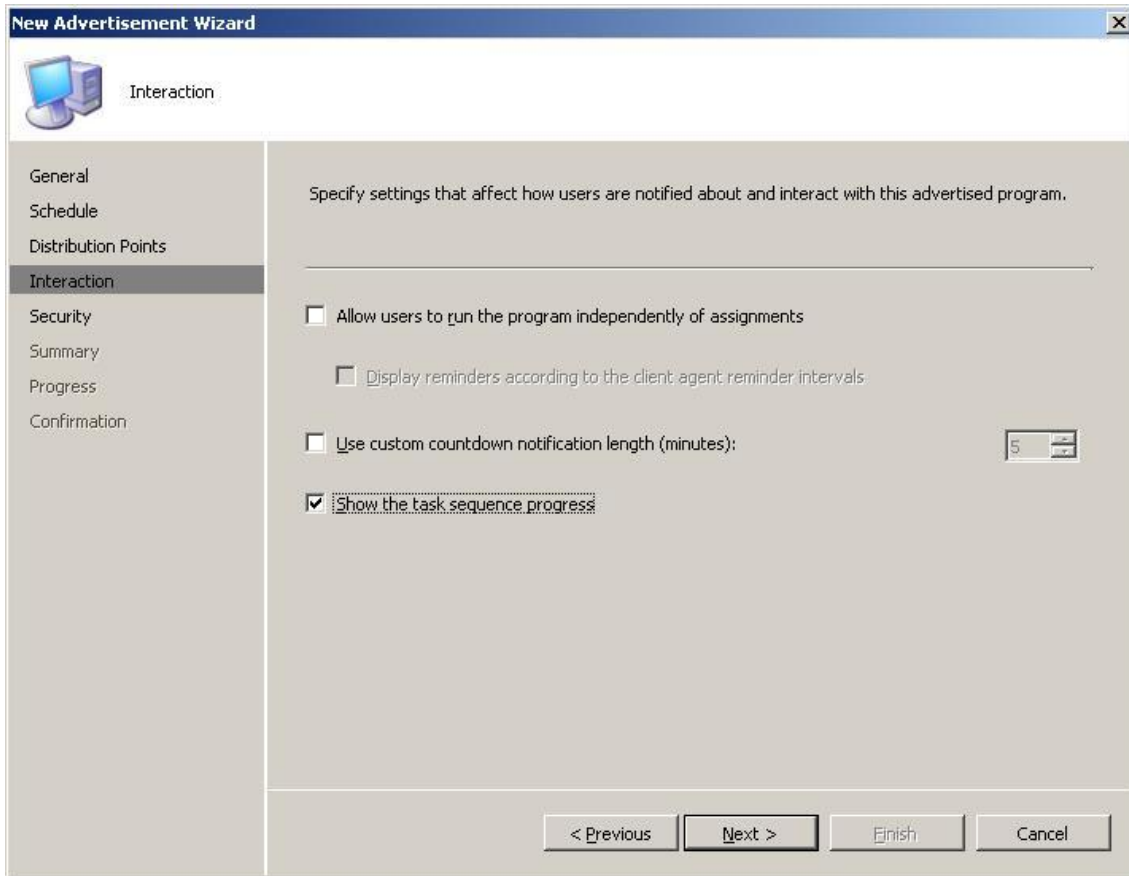 New Advertisement Wizard
Interaction
General
Schedule
Distribution Points
Interaction
Security
Summary
Progress
Confirmation
Specify settings that affect how users are notified about and interact with this advertised program.
Allow users to run the program independently of assignments
Display reminders according to the client agent reminder intervals
Use custom countdown notification length (minutes):
5
Show the task sequence progress
< Previous
Next >
Finish
Cancel